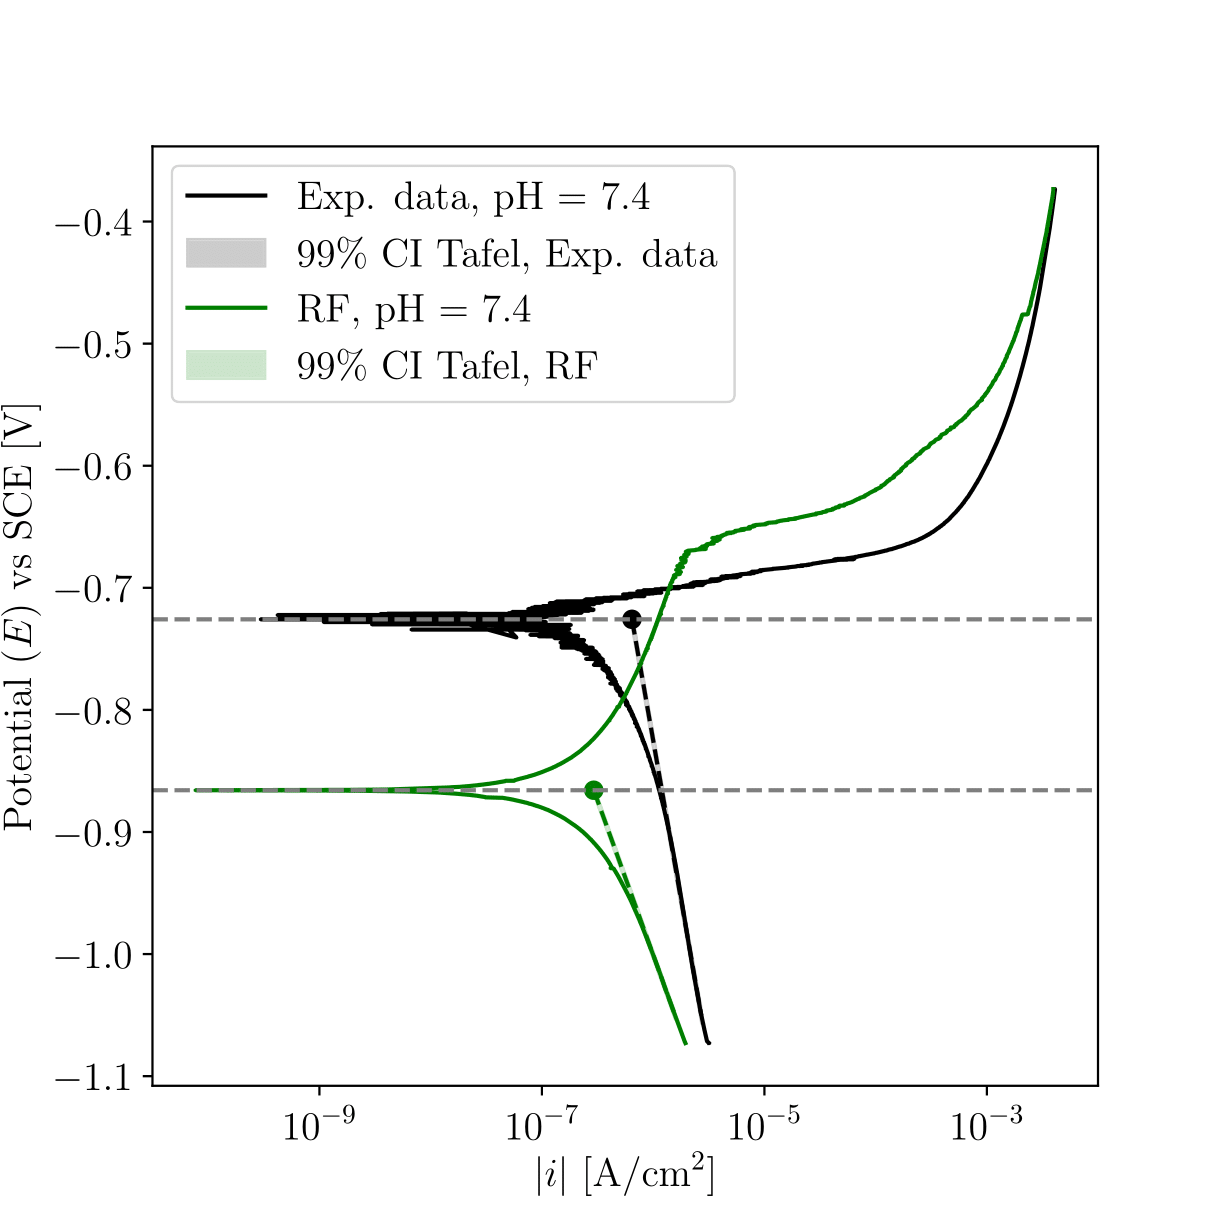 Exp. data, pH = 7.4
99% CI Tafel, Exp. data
RF, pH = 7.4
99% CI Tafel, RF
−0.4
−0.5
−0.6
−0.7
−0.8
−0.9
−1.0
−1.1
Potential (E) vs SCE [V]
10⁻⁹ 10⁻⁷ 10⁻⁵ 10⁻³
|i| [A/cm²]